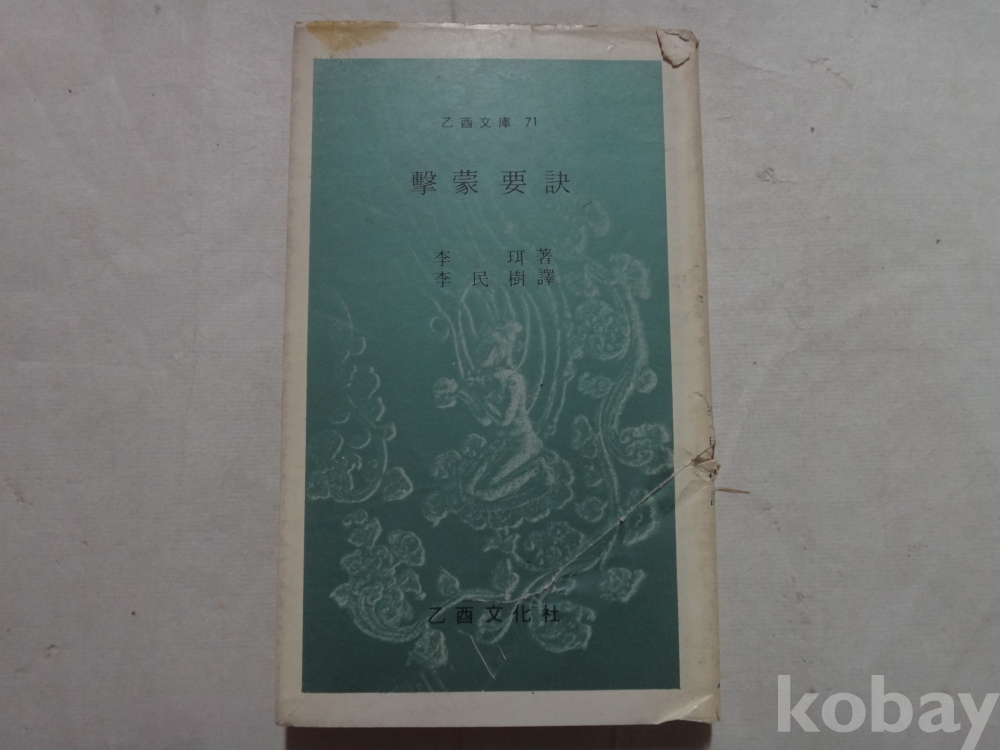 乙酉文庫 71
擊蒙要訣
李珥著
李民樹譯
乙酉文化社
kobay